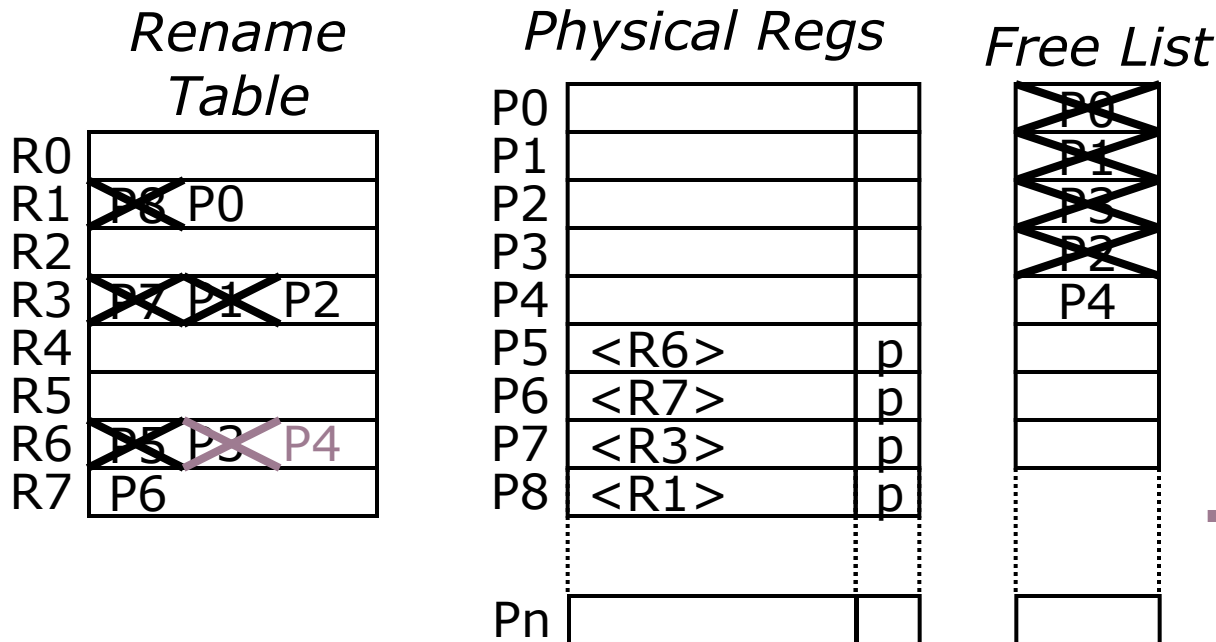 Rename
Table
R0
R1 P8 P0
R2
R3 P7 P1 P2
R4
R5
R6 P5 P3 P4
R7 P6
Physical Regs
P0
P1
P2
P3
P4
P5 <R6> p
P6 <R7> p
P7 <R3> p
P8 <R1> p
Pn
Free List
P0
P1
P3
P2
P4